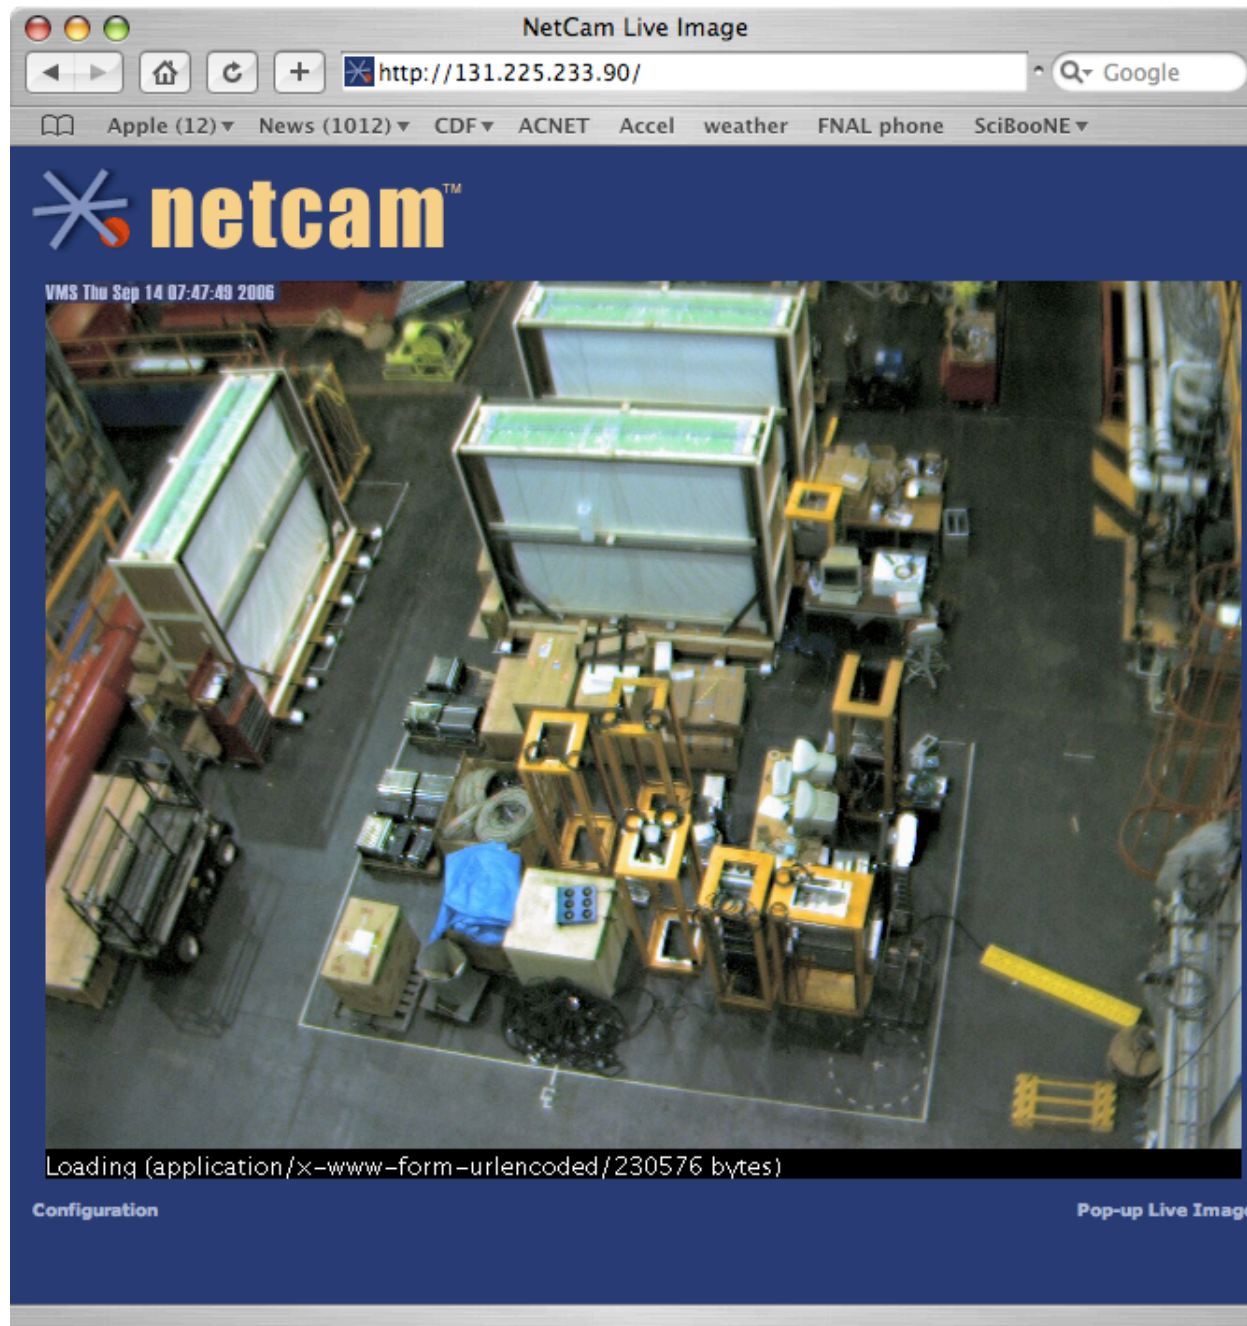 NetCam Live Image
http://131.225.233.90/
Google
Apple (12) News (1012) CDF ACNET Accel weather FNAL phone SciBooNE
netcam™
VMS Thu Sep 14 07:47:49 2006
Loading (application/x-www-form-urlencoded/230576 bytes)
Configuration
Pop-up Live Image